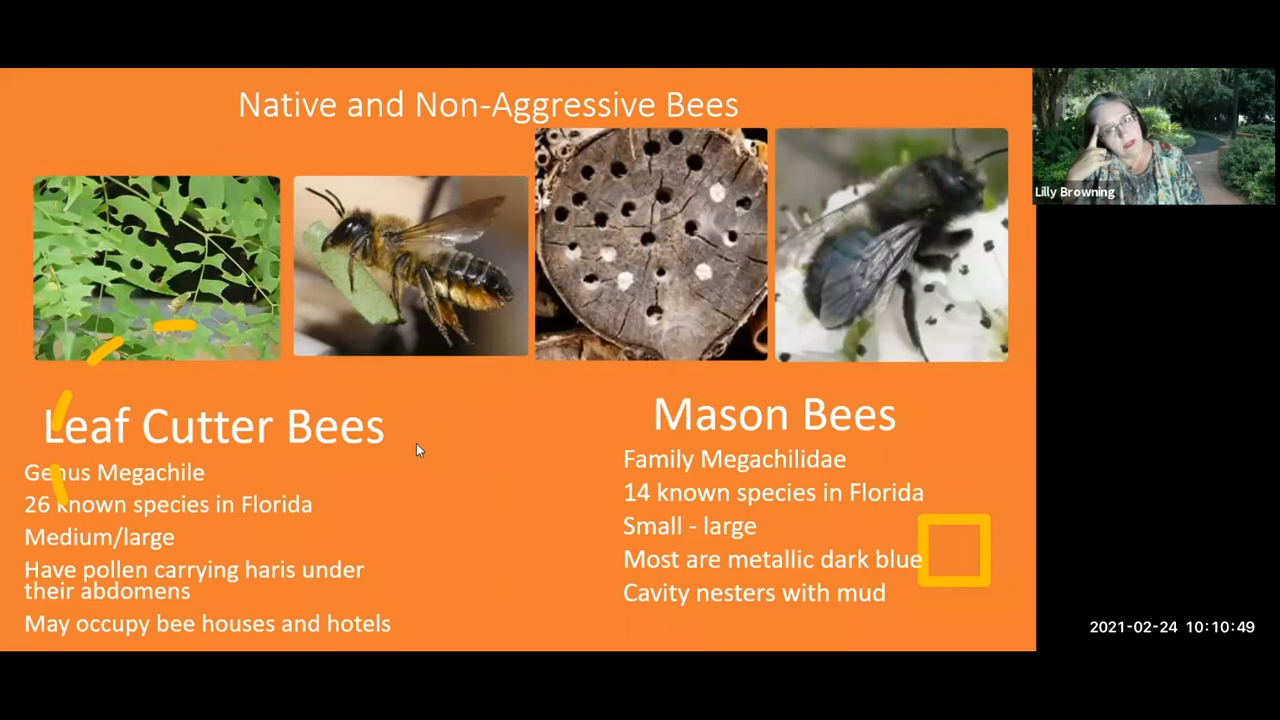 Native and Non-Aggressive Bees
Lilly Browning
Leaf Cutter Bees
Genus Megachile
26 known species in Florida
Medium/large
Have pollen carrying haris under
their abdomens
May occupy bee houses and hotels
Mason Bees
Family Megachilidae
14 known species in Florida
Small - large
Most are metallic dark blue
Cavity nesters with mud
2021-02-24 10:10:49